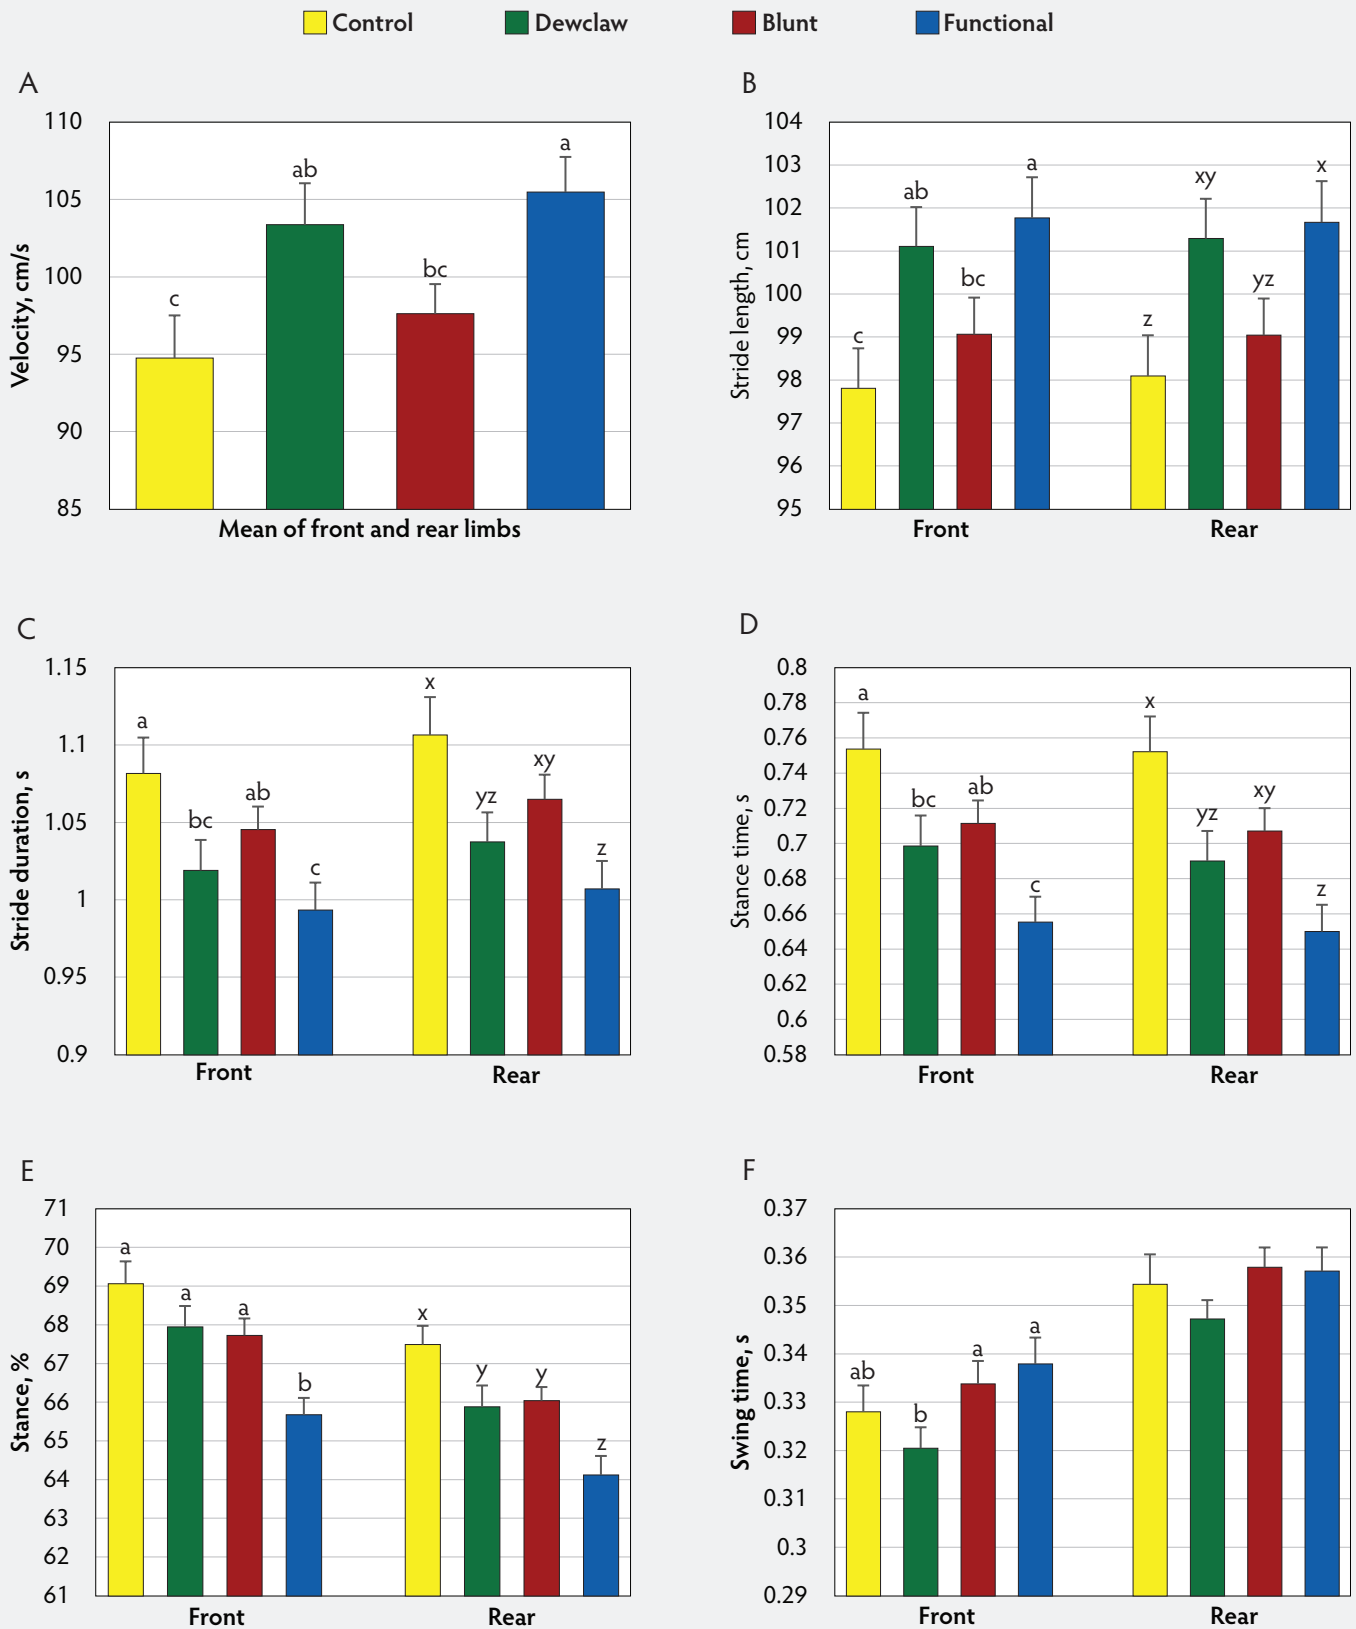 Control Dewclaw Blunt Functional
A
Velocity, cm/s
110
105
100
95
90
85
c ab bc a
Mean of front and rear limbs
B
Stride length, cm
104
103
102
101
100
99
98
97
96
95
c ab bc a z xy yz x
Front Rear
C
Stride duration, s
1.15
1.1
1.05
1
0.95
0.9
a bc ab c x yz xy z
Front Rear
D
Stance time, s
0.8
0.78
0.76
0.74
0.72
0.7
0.68
0.66
0.64
0.62
0.6
0.58
a bc ab c x yz xy z
Front Rear
E
Stance, %
71
70
69
68
67
66
65
64
63
62
61
a a a b x y y z
Front Rear
F
Swing time, s
0.37
0.36
0.35
0.34
0.33
0.32
0.31
0.3
0.29
ab b a a
Front Rear